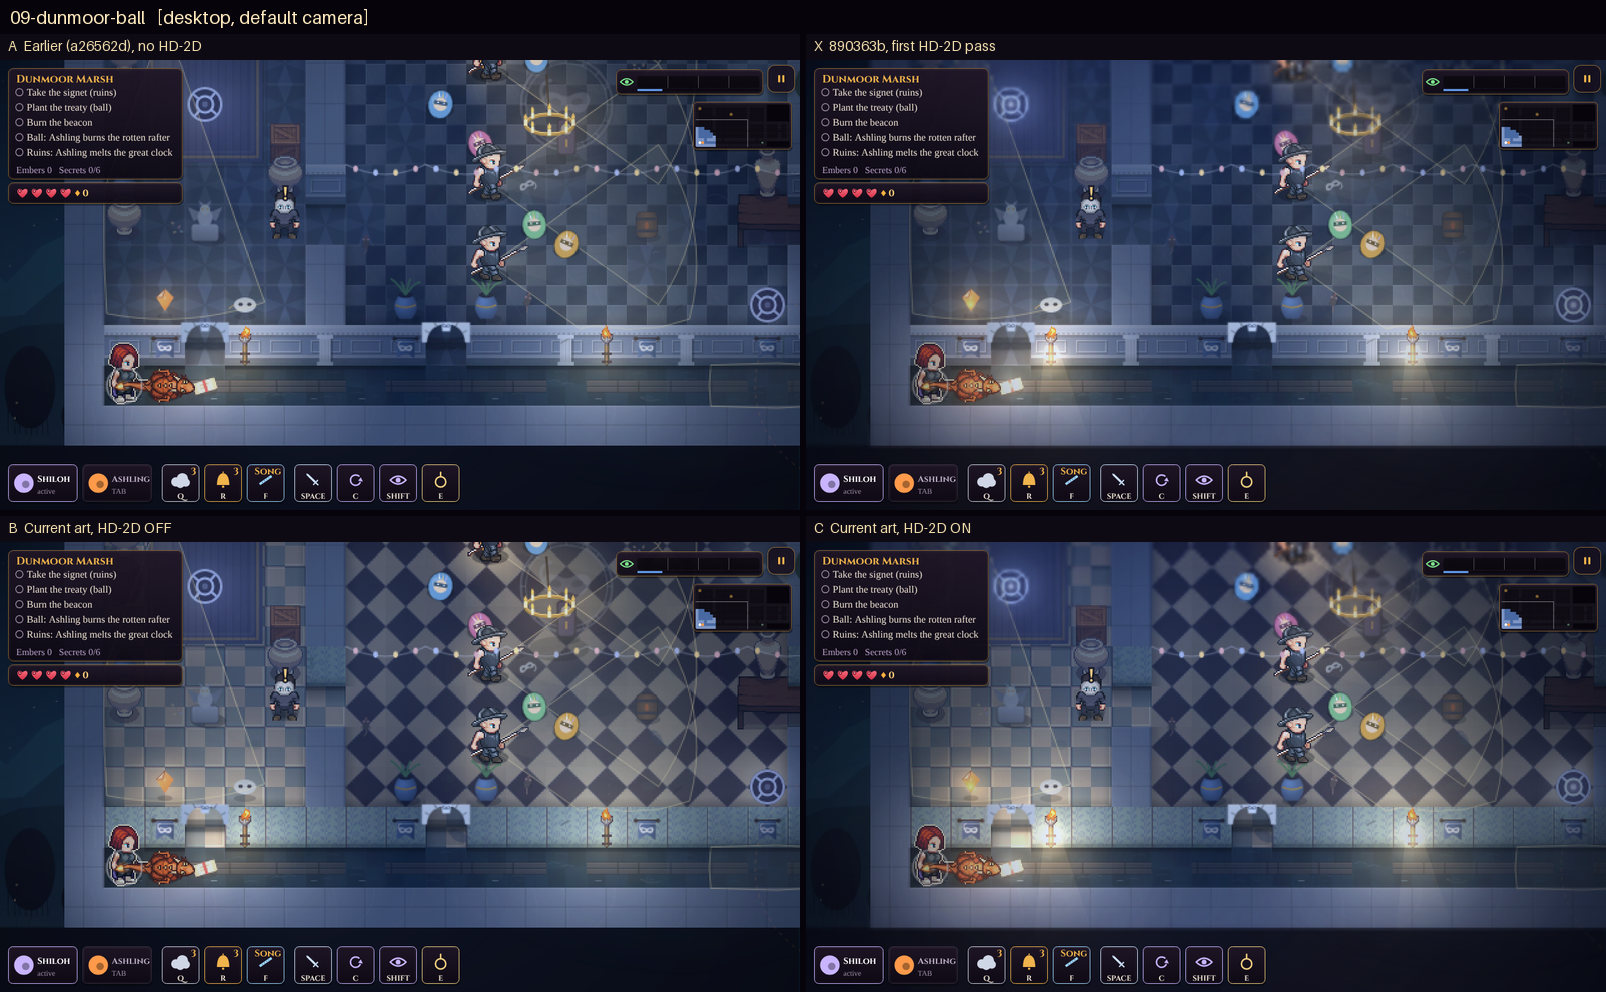 09-dunmoor-ball [desktop, default camera]
A Earlier (a26562d), no HD-2D
DUNMOOR MARSH
Take the signet (ruins)
Plant the treaty (ball)
Burn the beacon
Ball: Ashling burns the rotten rafter
Ruins: Ashling melts the great clock
Embers 0 Secrets 0/6
0
SHILOH
active
ASHLING
TAB
3
Q
3
R
SONG
F
SPACE
C
SHIFT
E
X 890363b, first HD-2D pass
DUNMOOR MARSH
Take the signet (ruins)
Plant the treaty (ball)
Burn the beacon
Ball: Ashling burns the rotten rafter
Ruins: Ashling melts the great clock
Embers 0 Secrets 0/6
0
SHILOH
active
ASHLING
TAB
3
Q
3
R
SONG
F
SPACE
C
SHIFT
E
B Current art, HD-2D OFF
DUNMOOR MARSH
Take the signet (ruins)
Plant the treaty (ball)
Burn the beacon
Ball: Ashling burns the rotten rafter
Ruins: Ashling melts the great clock
Embers 0 Secrets 0/6
0
SHILOH
active
ASHLING
TAB
3
Q
3
R
SONG
F
SPACE
C
SHIFT
E
C Current art, HD-2D ON
DUNMOOR MARSH
Take the signet (ruins)
Plant the treaty (ball)
Burn the beacon
Ball: Ashling burns the rotten rafter
Ruins: Ashling melts the great clock
Embers 0 Secrets 0/6
0
SHILOH
active
ASHLING
TAB
3
Q
3
R
SONG
F
SPACE
C
SHIFT
E